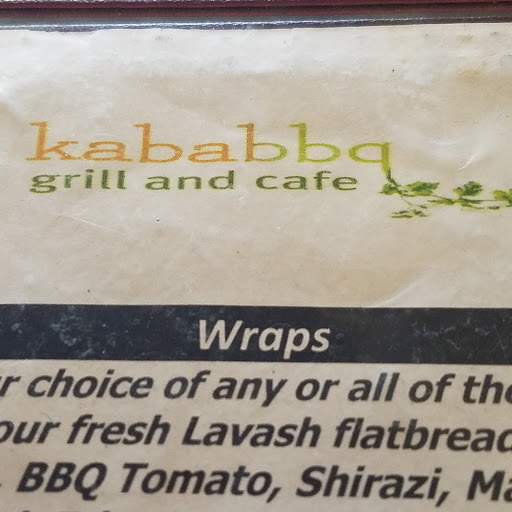 kababbq
grill and cafe
Wraps
choice of any or all of the
our fresh Lavash flatbread
BBQ Tomato, Shirazi,